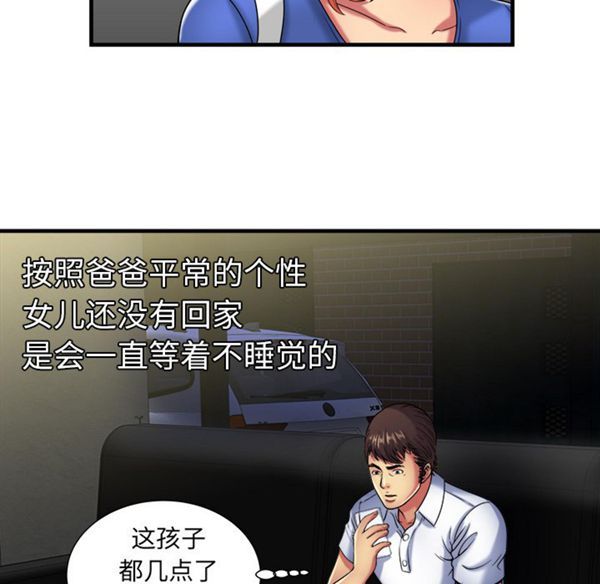 按照爸爸平常的个性
女儿还没有回家
是会一直等着不睡觉的
这孩子
都几点了